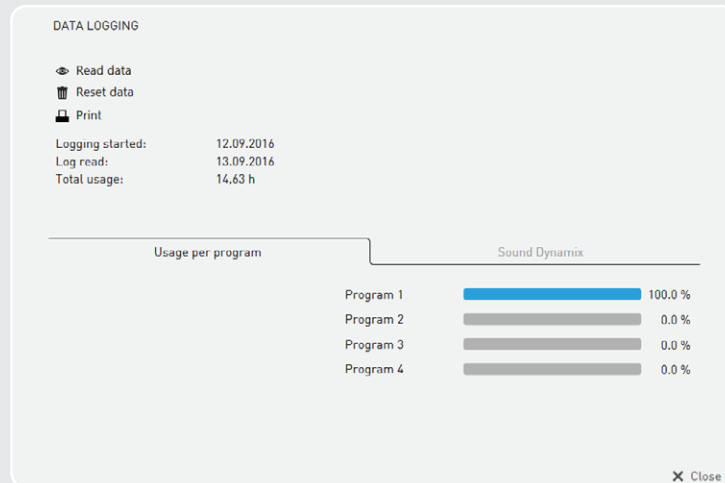 DATA LOGGING
Read data
Reset data
Print
Logging started: 12.09.2016
Log read: 13.09.2016
Total usage: 14,63 h
Usage per program Sound Dynamix
Program 1 100.0 %
Program 2 0.0 %
Program 3 0.0 %
Program 4 0.0 %
Close